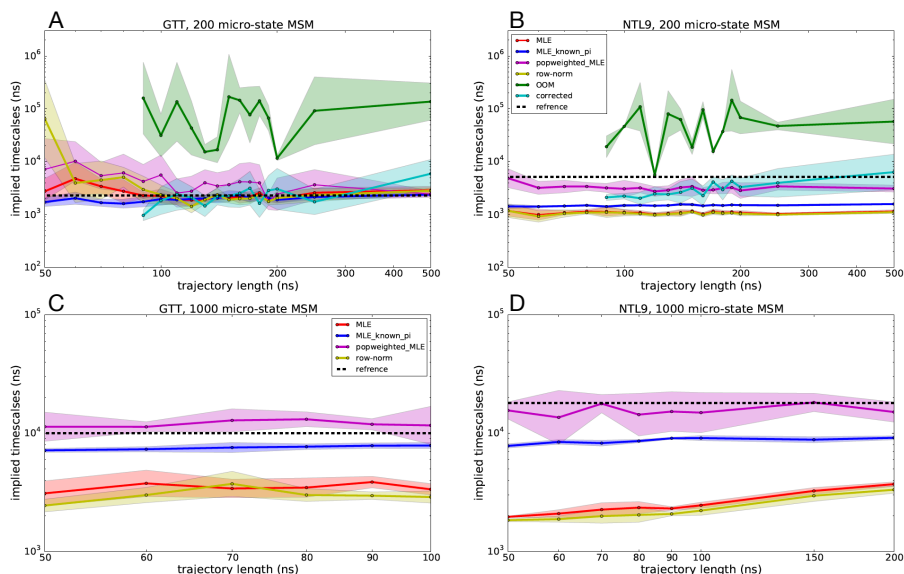 A
GTT, 200 micro-state MSM
implied timescalses (ns)
10^6
10^5
10^4
10^3
10^2
50
100
200
300
400
500
trajectory length (ns)
B
NTL9, 200 micro-state MSM
MLE
MLE_known_pi
popweighted_MLE
row-norm
OOM
corrected
refrence
implied timescalses (ns)
10^6
10^5
10^4
10^3
10^2
50
100
200
300
400
500
trajectory length (ns)
C
GTT, 1000 micro-state MSM
MLE
MLE_known_pi
popweighted_MLE
row-norm
refrence
implied timescalses (ns)
10^5
10^4
10^3
50
60
70
80
90
100
trajectory length (ns)
D
NTL9, 1000 micro-state MSM
implied timescalses (ns)
10^5
10^4
10^3
50
60
70
80
90
100
150
200
trajectory length (ns)